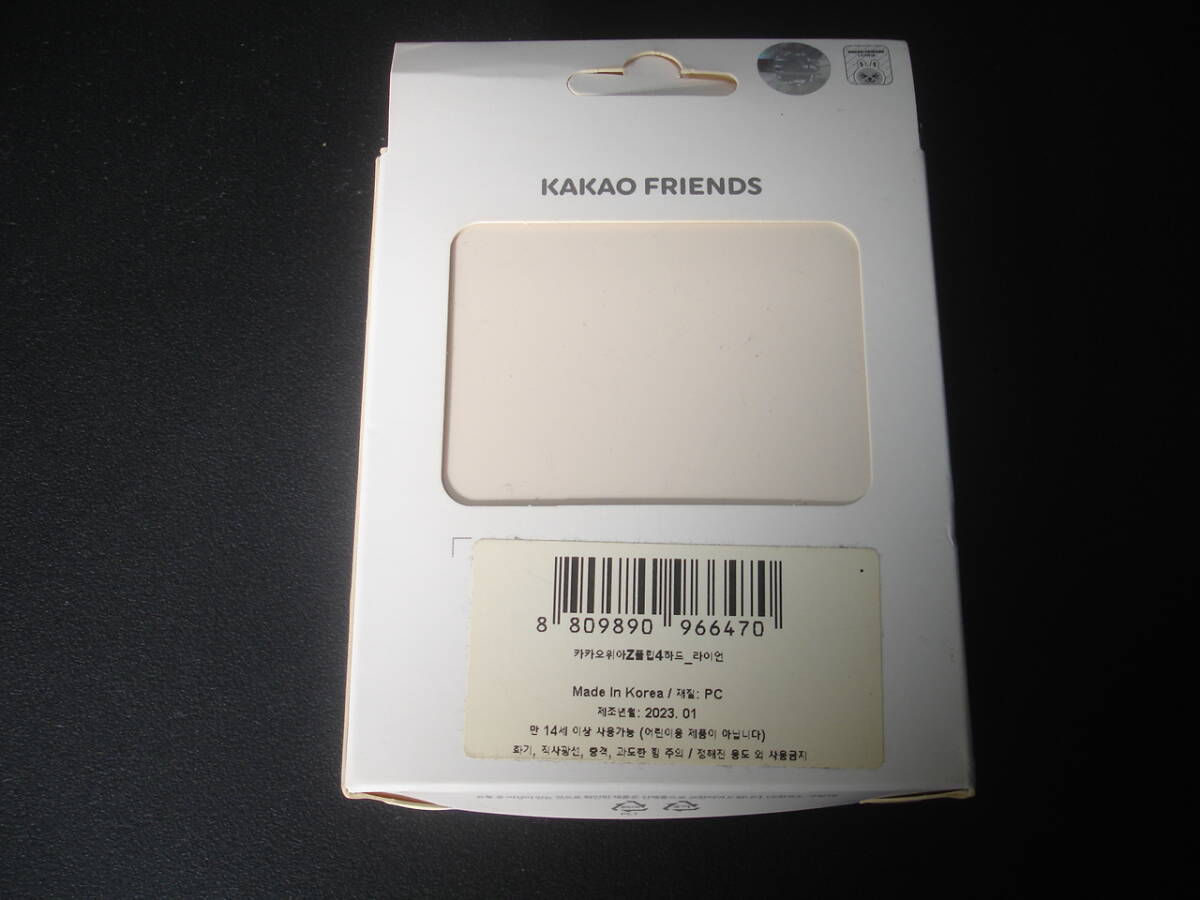 KAKAO FRIENDS
KAKAO FRIENDS
8 809890 966470
카카오위아Z플립4하드_라이언
Made In Korea / 재질: PC
제조년월: 2023. 01
만 14세 이상 사용가능 (어린이용 제품이 아닙니다)
화기, 직사광선, 충격, 과도한 힘 주의 / 정해진 용도 외 사용금지